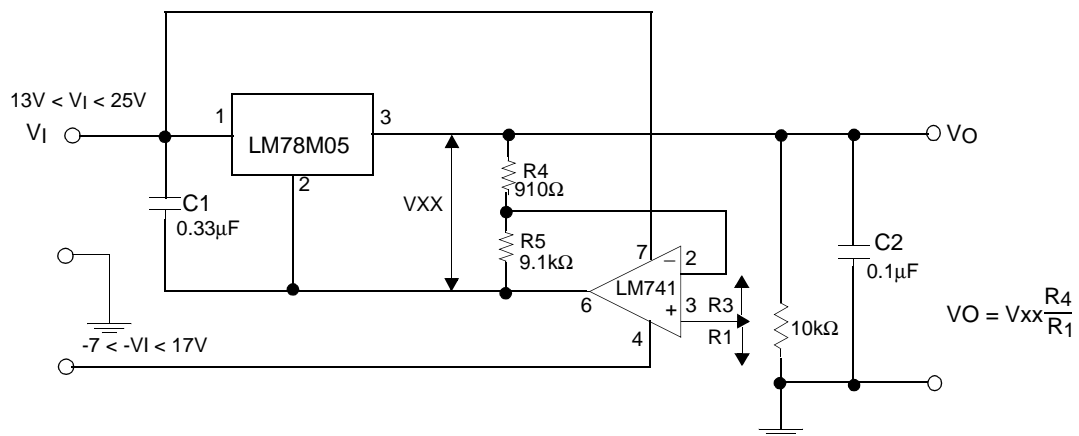 13V < VI < 25V
VI
1
LM78M05
3
2
C1
0.33µF
VXX
R4
910Ω
R5
9.1kΩ
7
–
2
LM741
6
+
3
4
R3
R1
10kΩ
C2
0.1µF
VO
VO = Vxx R4/R1
-7 < -VI < 17V